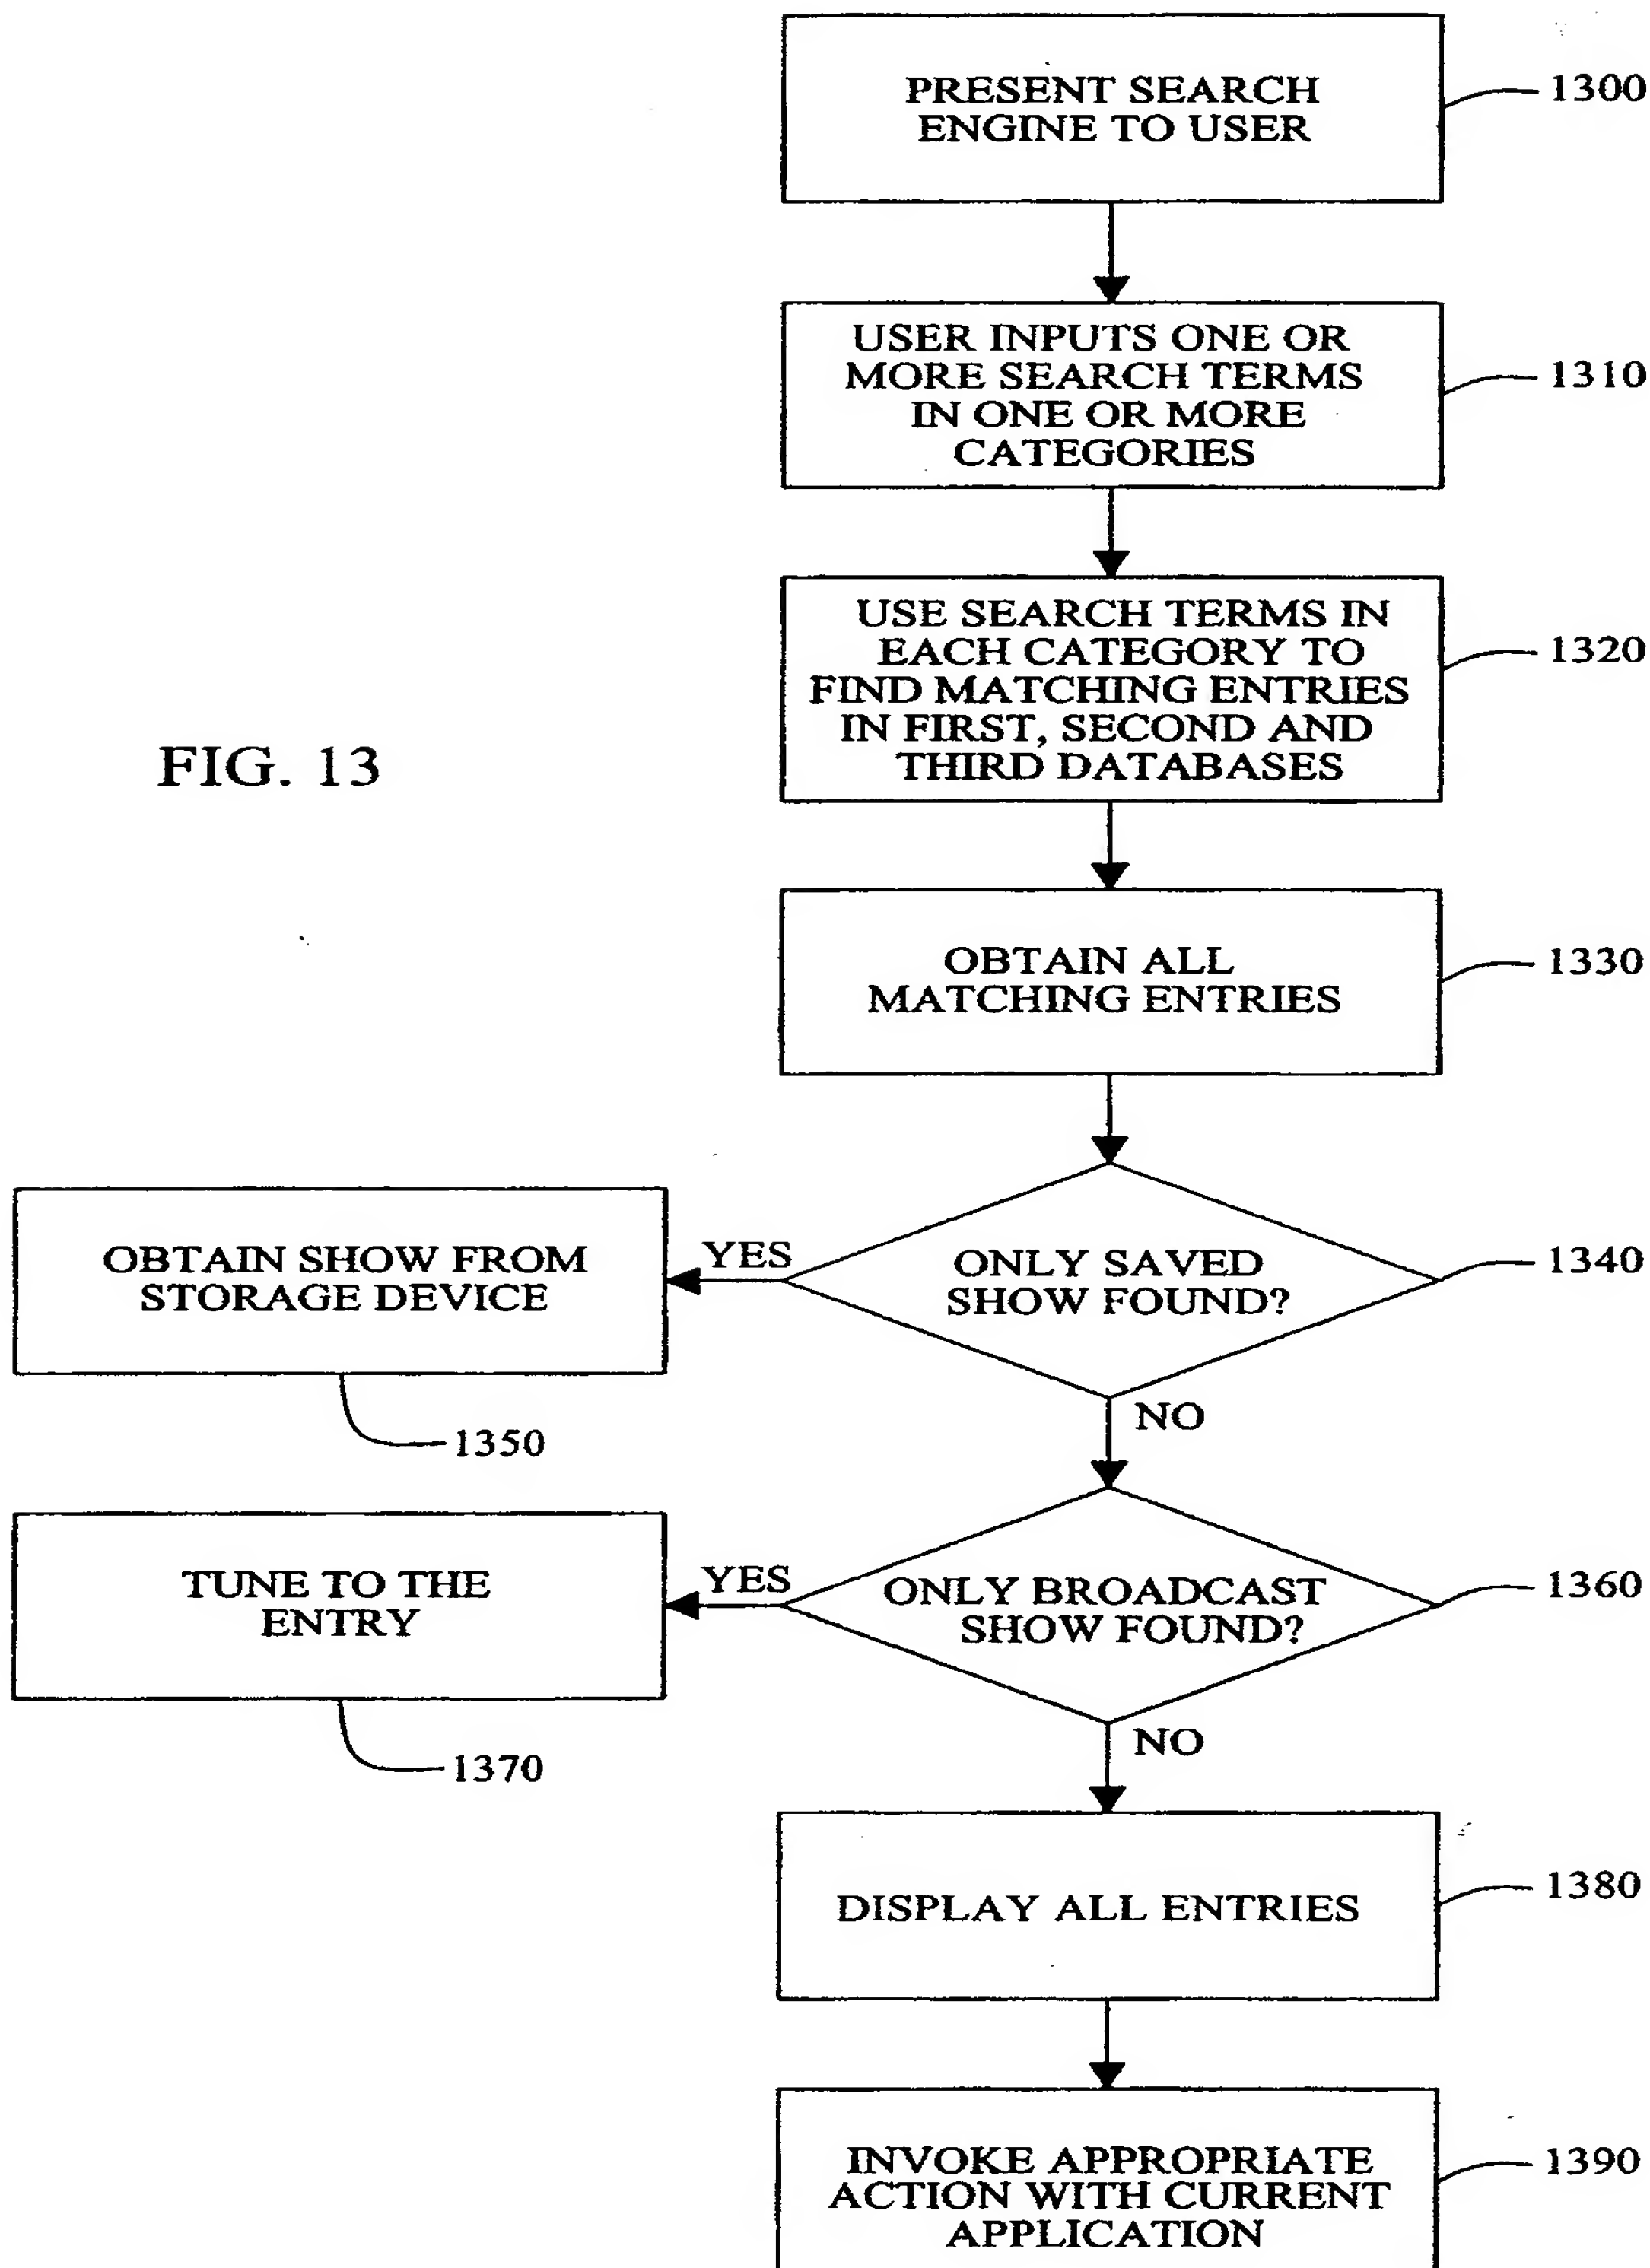 PRESENT SEARCH
ENGINE TO USER
1300
USER INPUTS ONE OR
MORE SEARCH TERMS
IN ONE OR MORE
CATEGORIES
1310
USE SEARCH TERMS IN
EACH CATEGORY TO
FIND MATCHING ENTRIES
IN FIRST, SECOND AND
THIRD DATABASES
1320
FIG. 13
OBTAIN ALL
MATCHING ENTRIES
1330
ONLY SAVED
SHOW FOUND?
1340
YES
OBTAIN SHOW FROM
STORAGE DEVICE
1350
NO
ONLY BROADCAST
SHOW FOUND?
1360
YES
TUNE TO THE
ENTRY
1370
NO
DISPLAY ALL ENTRIES
1380
INVOKE APPROPRIATE
ACTION WITH CURRENT
APPLICATION
1390